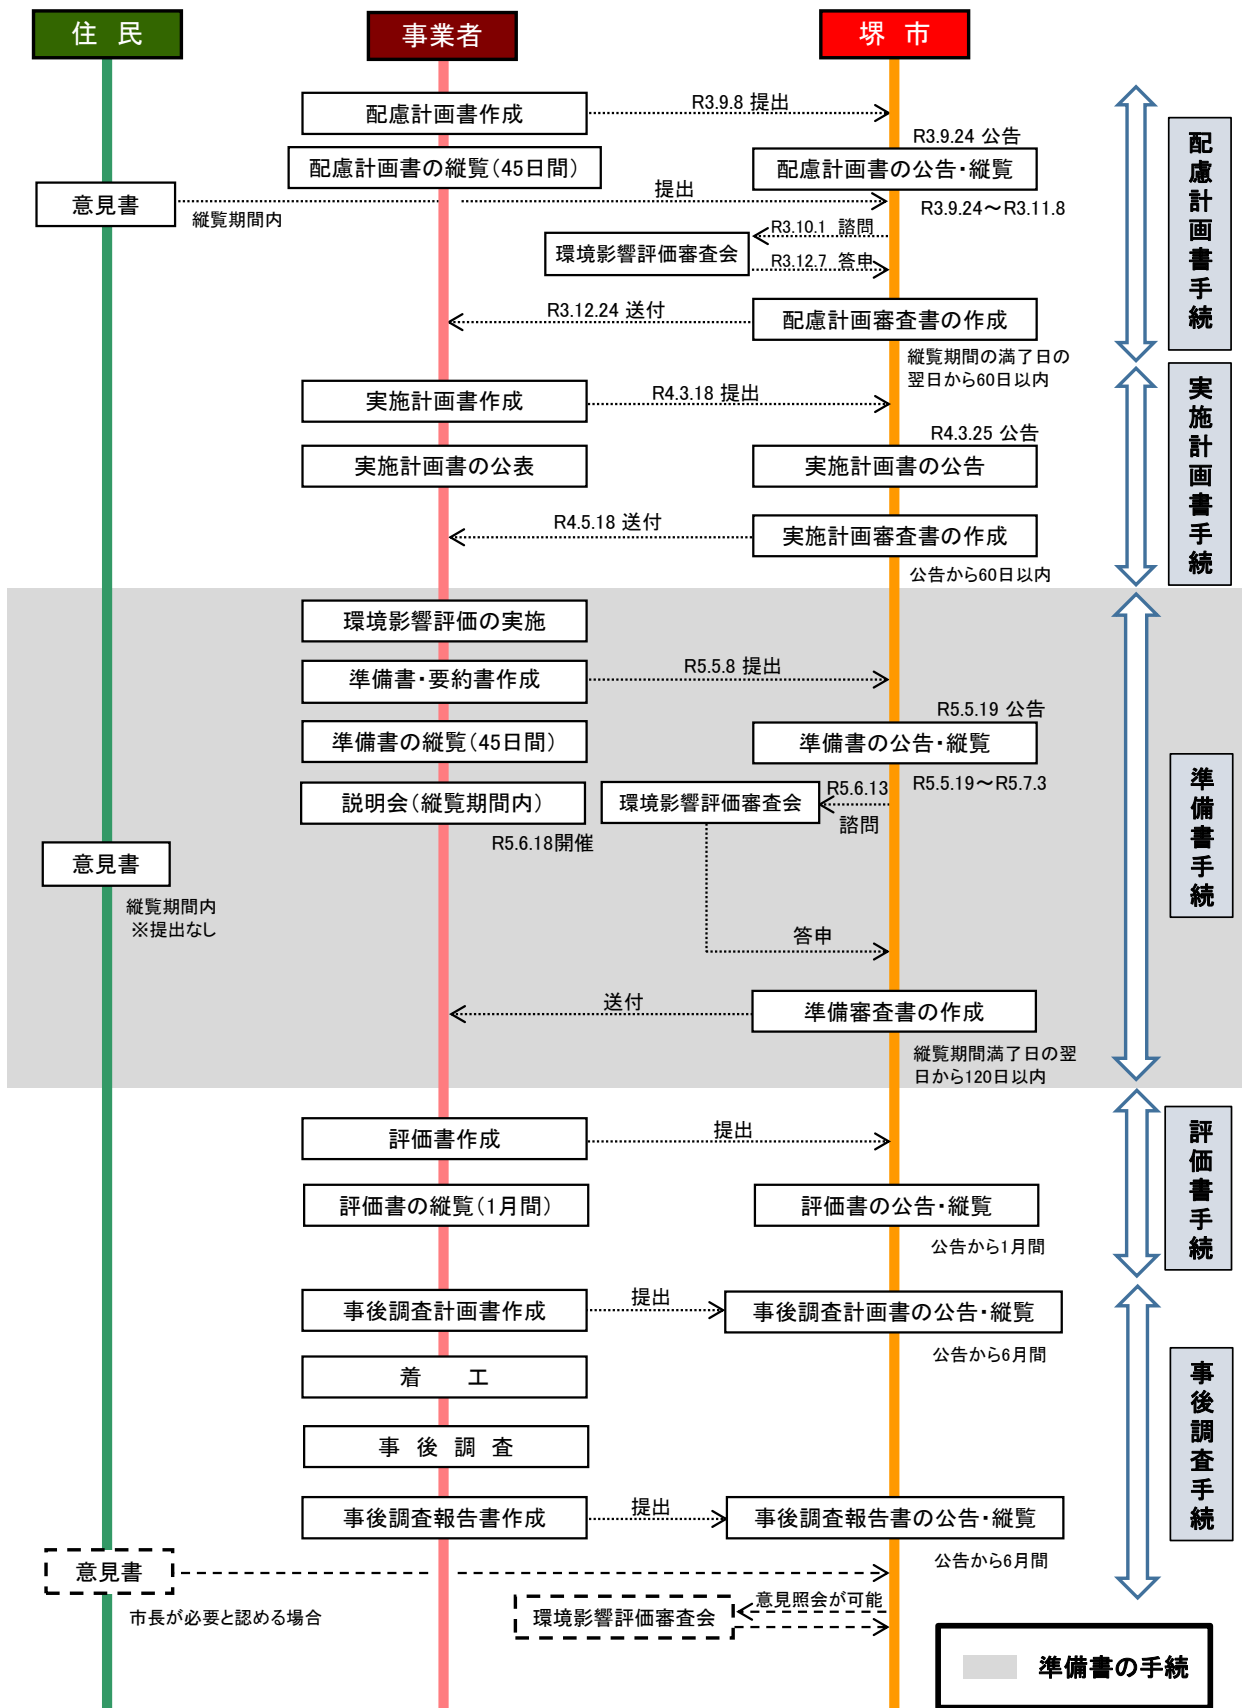 住 民
事業者
堺 市
配慮計画書作成
R3.9.8 提出
R3.9.24 公告
配慮計画書の縦覧(45日間)
配慮計画書の公告・縦覧
意見書
縦覧期間内
提出
R3.9.24～R3.11.8
R3.10.1 諮問
環境影響評価審査会
R3.12.7 答申
R3.12.24 送付
配慮計画審査書の作成
縦覧期間の満了日の
翌日から60日以内
配慮計画書手続
実施計画書作成
R4.3.18 提出
R4.3.25 公告
実施計画書の公表
実施計画書の公告
R4.5.18 送付
実施計画審査書の作成
公告から60日以内
実施計画書手続
環境影響評価の実施
準備書・要約書作成
R5.5.8 提出
R5.5.19 公告
準備書の縦覧(45日間)
準備書の公告・縦覧
R5.5.19～R5.7.3
説明会(縦覧期間内)
R5.6.18開催
環境影響評価審査会
R5.6.13
諮問
意見書
縦覧期間内
※提出なし
答申
送付
準備審査書の作成
縦覧期間満了日の翌
日から120日以内
準備書手続
評価書作成
提出
評価書の縦覧(1月間)
評価書の公告・縦覧
公告から1月間
評価書手続
事後調査計画書作成
提出
事後調査計画書の公告・縦覧
公告から6月間
着 工
事 後 調 査
事後調査報告書作成
提出
事後調査報告書の公告・縦覧
公告から6月間
意見書
市長が必要と認める場合
環境影響評価審査会
意見照会が可能
事後調査手続
準備書の手続